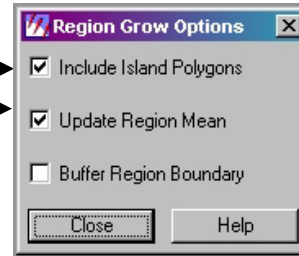 Region Grow Options
Include Island Polygons
Update Region Mean
Buffer Region Boundary
Close Help